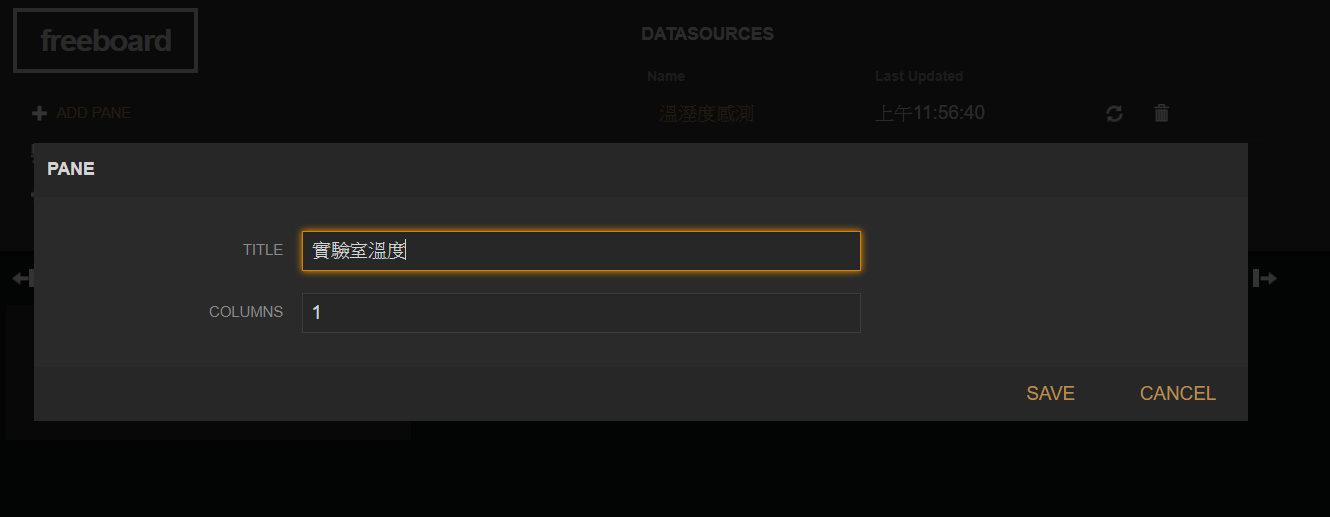 freeboard
DATASOURCES
Name
Last Updated
ADD PANE
溫溼度感測
上午11:56:40
PANE
TITLE
實驗室溫度
COLUMNS
1
SAVE
CANCEL